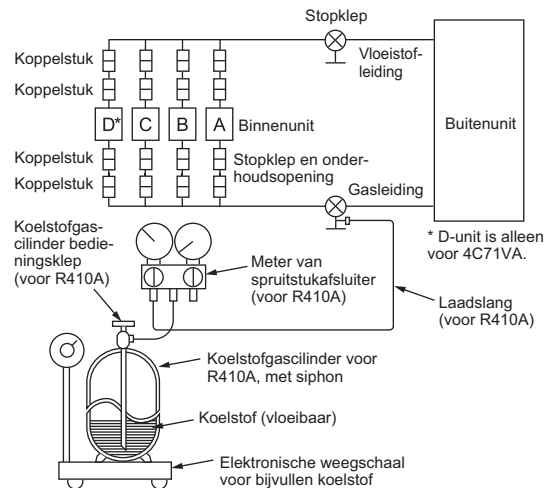 Stopklep
Koppelstuk
Vloeistof-
leiding
Koppelstuk
D*
C
B
A
Binnenunit
Buitenunit
Koppelstuk
Stopklep en onder-
houdsopening
Koppelstuk
Gasleiding
Koelstofgas-
cilinder bedie-
ningsklep
(voor R410A)
* D-unit is alleen
voor 4C71VA.
Meter van
spruitstukafsluiter
(voor R410A)
Laadslang
(voor R410A)
Koelstofgascilinder voor
R410A, met siphon
Koelstof (vloeibaar)
Elektronische weegschaal
voor bijvullen koelstof